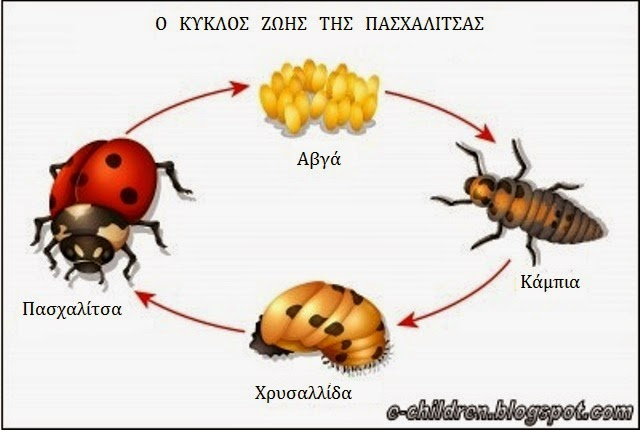 Ο ΚΥΚΛΟΣ ΖΩΗΣ ΤΗΣ ΠΑΣΧΑΛΙΤΣΑΣ
Αβγά
Κάμπια
Πασχαλίτσα
Χρυσαλλίδα
e-children.blogspot.com